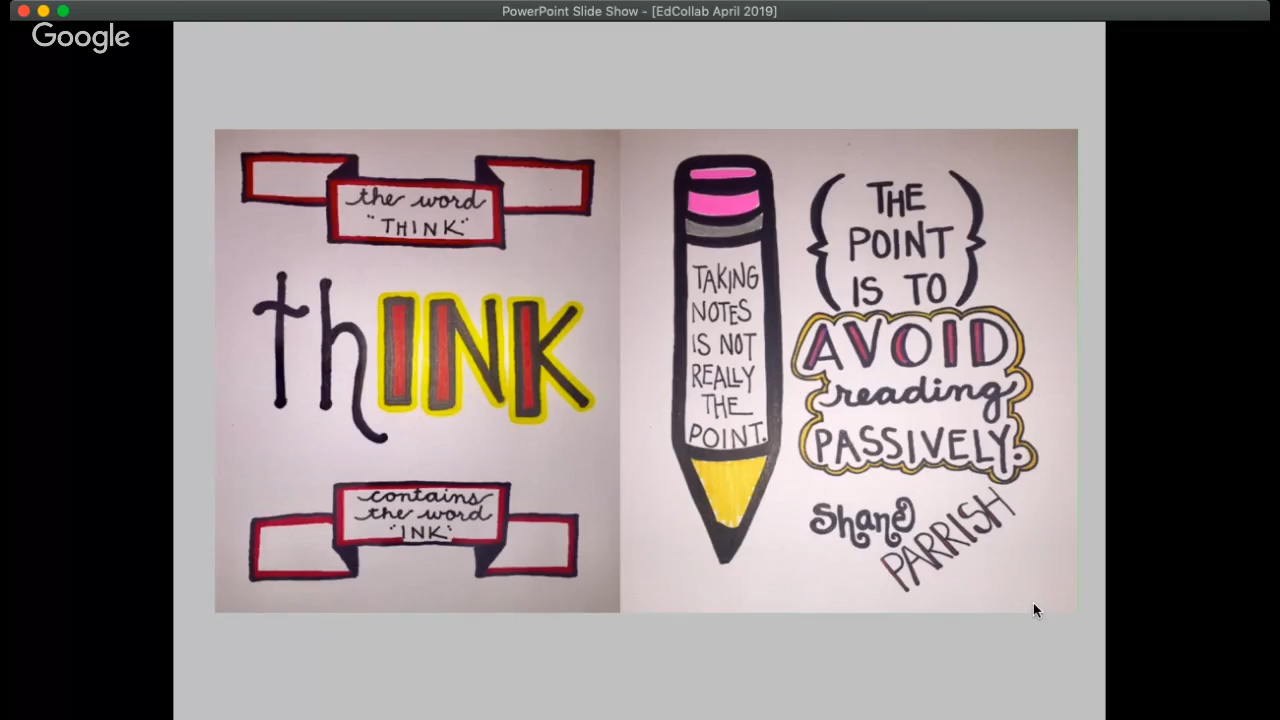 PowerPoint Slide Show - [EdCollab April 2019]
Google
the word
"THINK"
thINK
contains
the word
"INK"
TAKING
NOTES
IS NOT
REALLY
THE
POINT.
THE
POINT
IS TO
AVOID
reading
PASSIVELY.
Shane
PARRISH